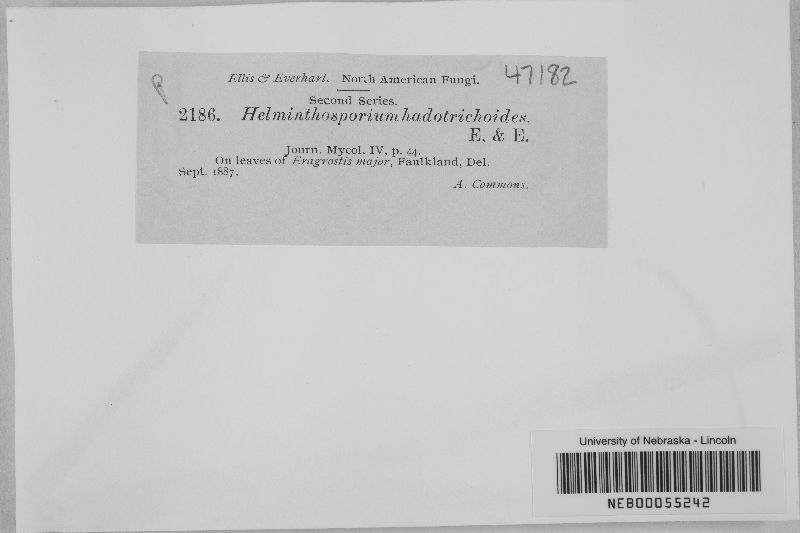 Ellis & Everhart. North American Fungi. 47182
Second Series.
2186. Helminthosporium hadotrichoides,
E. & E.
Journ. Mycol. IV, p. 44.
On leaves of Eragrostis major, Faulkland, Del.
Sept. 1887.
A. Commons.
University of Nebraska - Lincoln
NEB00055242